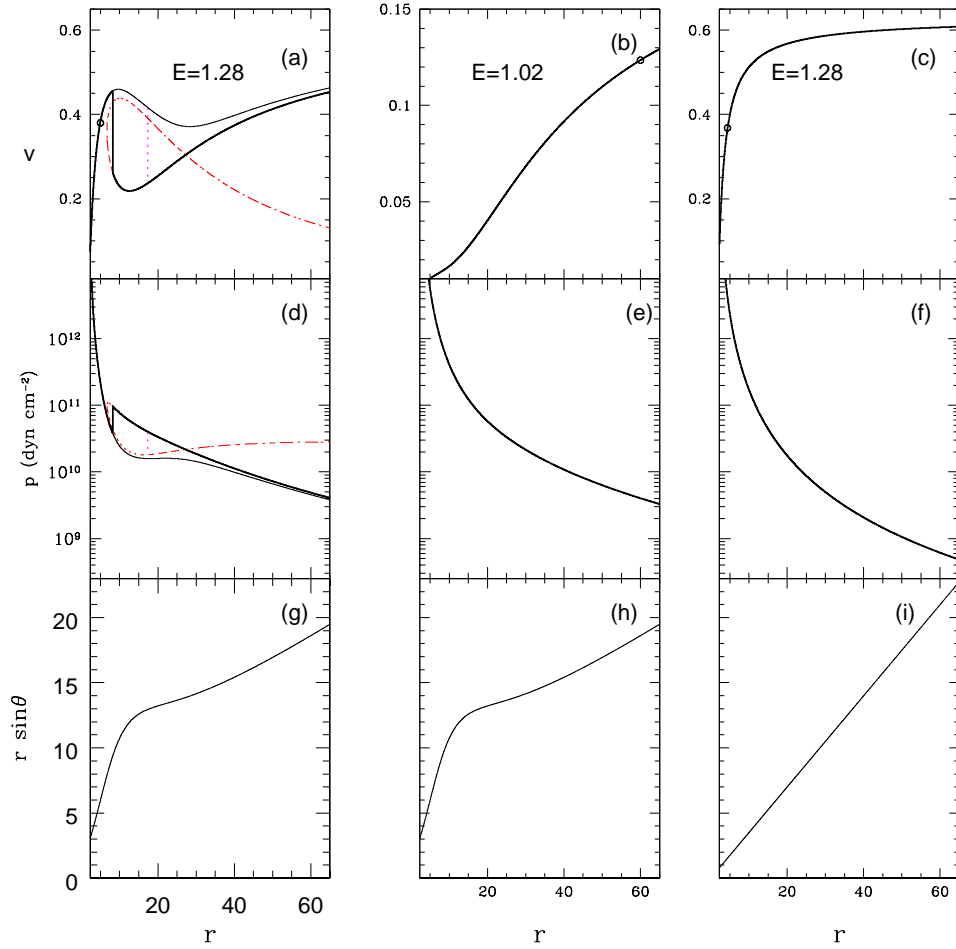 0.6
0.4
0.2
v
(a)
E=1.28
0.15
0.1
0.05
(b)
E=1.02
0.6
0.4
0.2
(c)
E=1.28
10¹²
10¹¹
10¹⁰
10⁹
p (dyn cm⁻²)
(d)
(e)
(f)
20
15
10
5
0
r sinθ
(g)
(h)
(i)
20 40 60
20 40 60
20 40 60
r
r
r